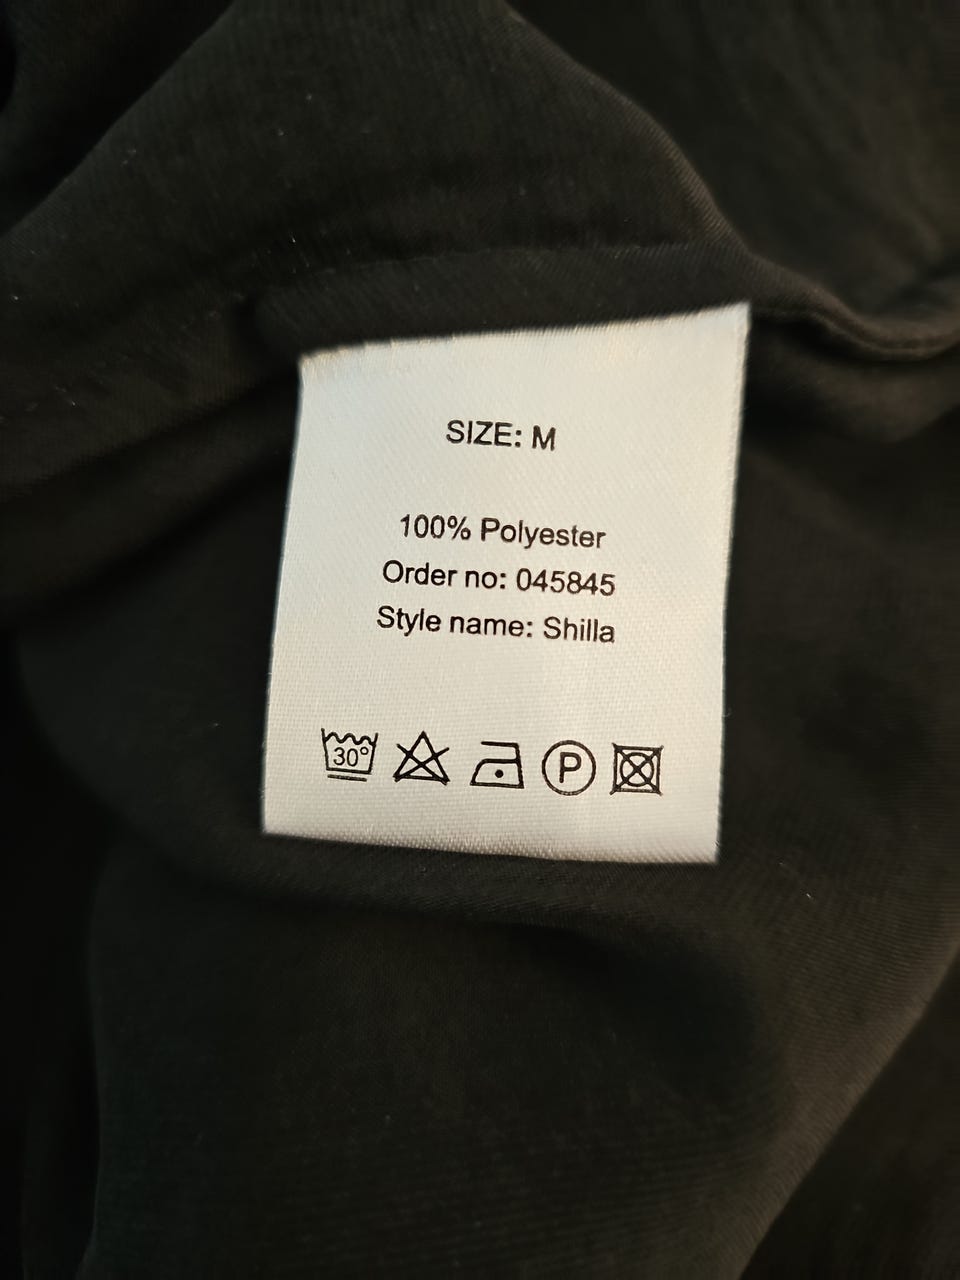 SIZE: M
100% Polyester
Order no: 045845
Style name: Shilla
30° P